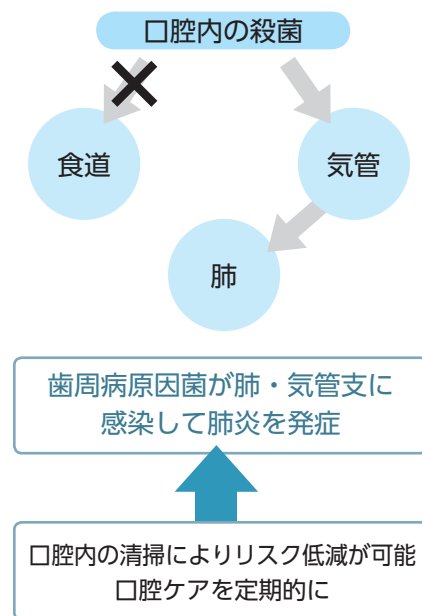 口腔内の殺菌
食道
気管
肺
歯周病原因菌が肺・気管支に
感染して肺炎を発症
口腔内の清掃によりリスク低減が可能
口腔ケアを定期的に